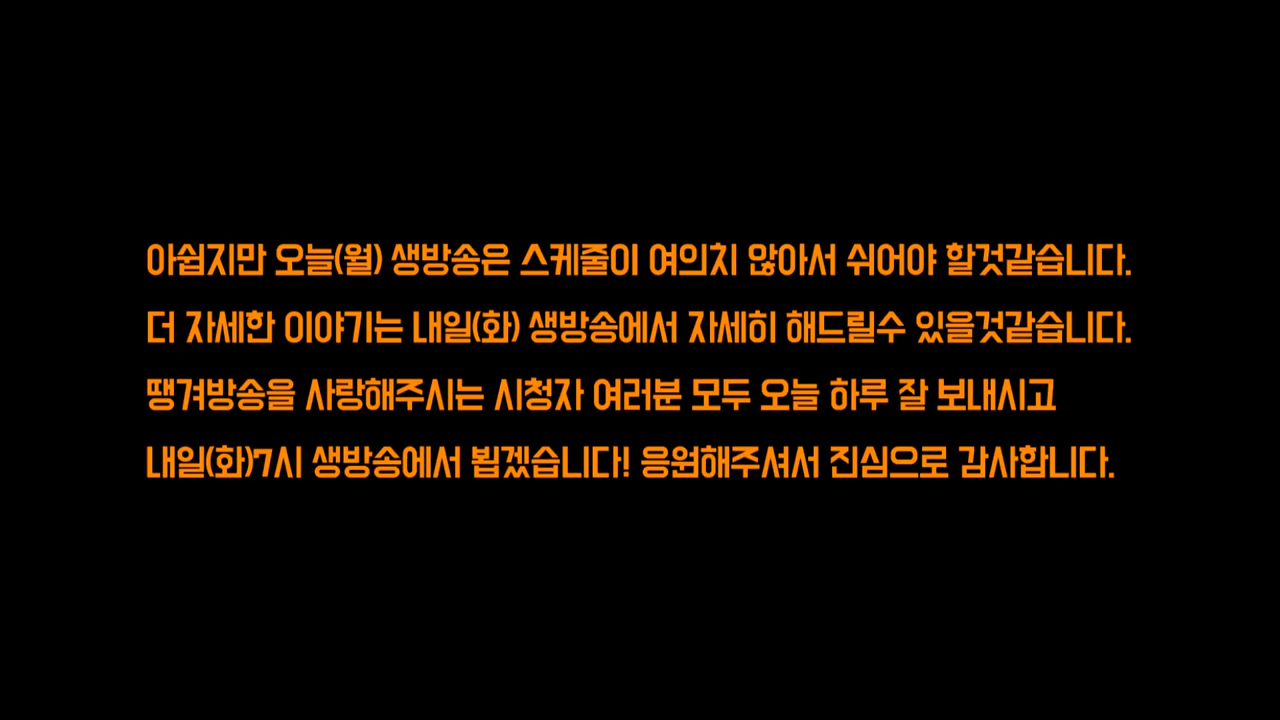 아쉽지만 오늘(월) 생방송은 스케줄이 여의치 않아서 쉬어야 할것같습니다.
더 자세한 이야기는 내일(화) 생방송에서 자세히 해드릴수 있을것같습니다.
땡겨방송을 사랑해주시는 시청자 여러분 모두 오늘 하루 잘 보내시고
내일(화)7시 생방송에서 뵙겠습니다! 응원해주셔서 진심으로 감사합니다.